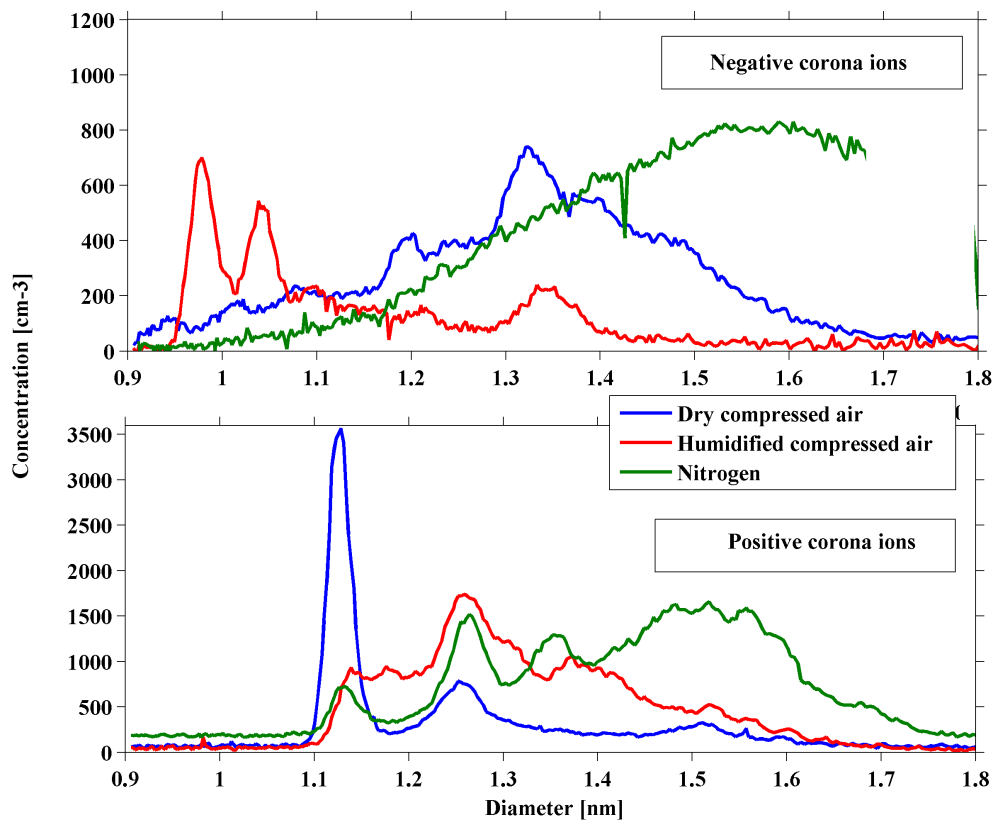 1200
Negative corona ions
1000
800
600
400
200
0
0.9 1 1.1 1.2 1.3 1.4 1.5 1.6 1.7 1.8
Concentration [cm-3]
Dry compressed air
Humidified compressed air
Nitrogen
3500
3000
2500
2000
1500
1000
500
0
Positive corona ions
0.9 1 1.1 1.2 1.3 1.4 1.5 1.6 1.7 1.8
Diameter [nm]